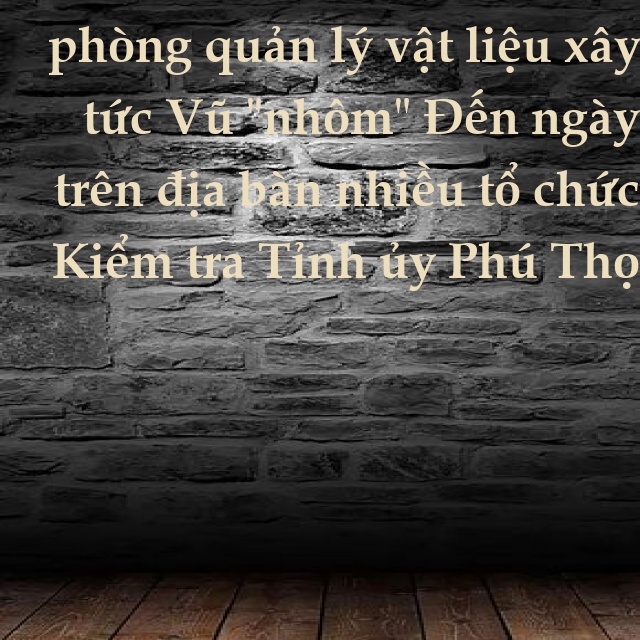 phòng quản lý vật liệu xây
tức Vũ "nhôm" Đến ngày
trên địa bàn nhiều tổ chức
Kiểm tra Tỉnh ủy Phú Thọ